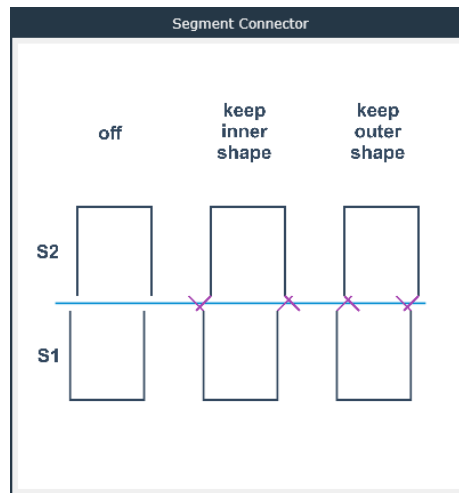 Segment Connector
off
keep
inner
shape
keep
outer
shape
S2
S1